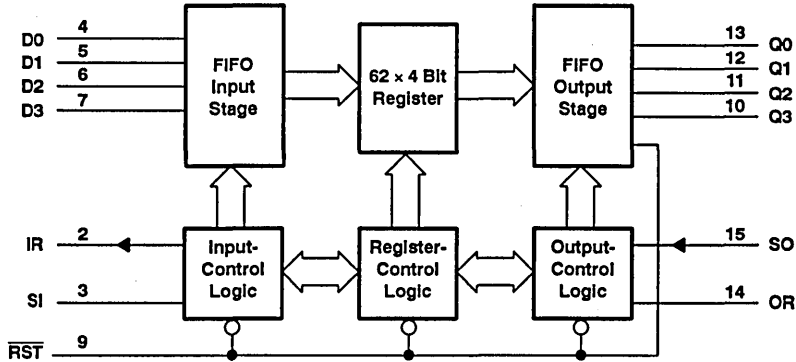 D0 4
D1 5
D2 6
D3 7
FIFO
Input
Stage
62 × 4 Bit
Register
FIFO
Output
Stage
13 Q0
12 Q1
11 Q2
10 Q3
IR 2
SI 3
Input-
Control
Logic
Register-
Control
Logic
Output-
Control
Logic
15 SO
14 OR
R̅S̅T̅ 9